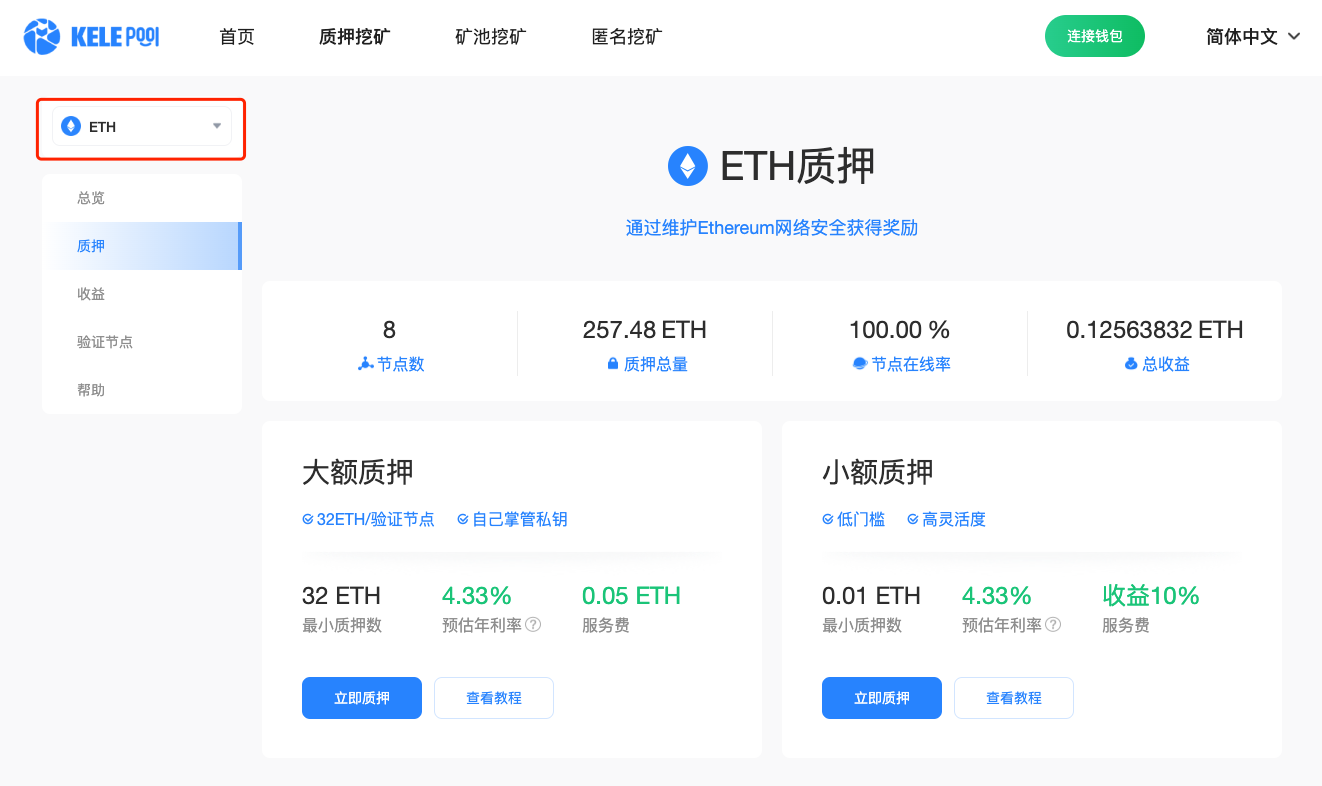 KELE POOL 首页 质押挖矿 矿池挖矿 匿名挖矿 连接钱包 简体中文
ETH
总览
质押
收益
验证节点
帮助
ETH质押
通过维护Ethereum网络安全获得奖励
8 257.48 ETH 100.00 % 0.12563832 ETH
节点数 质押总量 节点在线率 总收益
大额质押
32ETH/验证节点 自己掌管私钥
32 ETH 4.33% 0.05 ETH
最小质押数 预估年利率 ? 服务费
立即质押 查看教程
小额质押
低门槛 高灵活度
0.01 ETH 4.33% 收益10%
最小质押数 预估年利率 ? 服务费
立即质押 查看教程